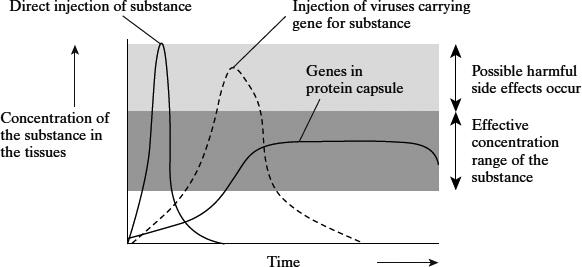 Direct injection of substance
Injection of viruses carrying
gene for substance
Genes in
protein capsule
Possible harmful
side effects occur
Concentration of
the substance in
the tissues
Effective
concentration
range of the
substance
Time